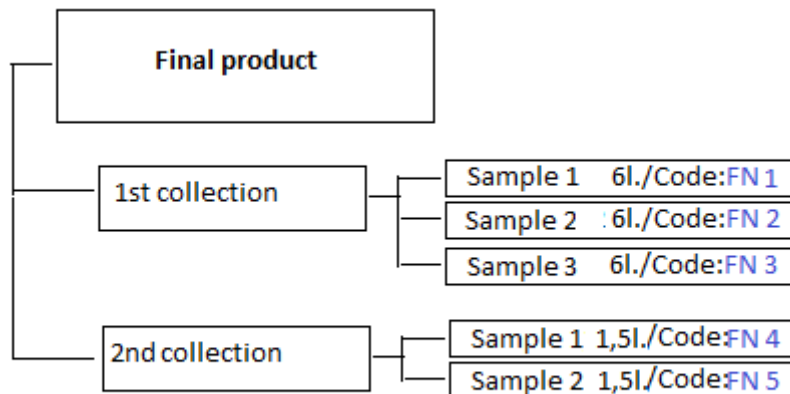 Final product
1st collection
Sample 1 6l./Code:FN 1
Sample 2 6l./Code:FN 2
Sample 3 6l./Code:FN 3
2nd collection
Sample 1 1,5l./Code:FN 4
Sample 2 1,5l./Code:FN 5